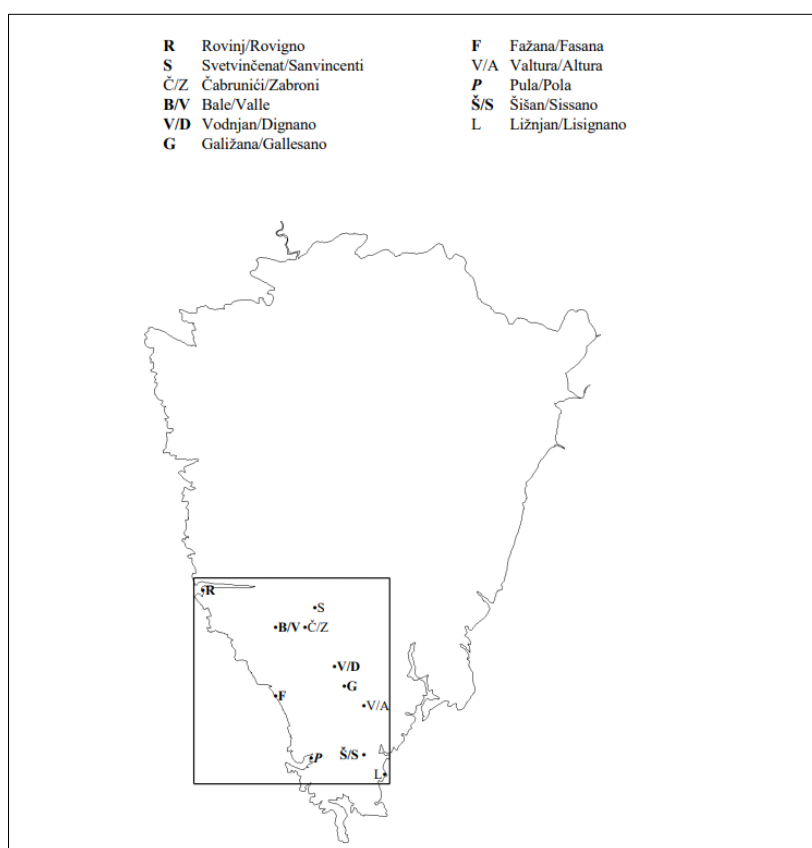 R Rovinj/Rovigno
S Svetvinčenat/Sanvincenti
Č/Z Čabrunići/Zabroni
B/V Bale/Valle
V/D Vodnjan/Dignano
G Galižana/Gallesano
F Fažana/Fasana
V/A Valtura/Altura
P Pula/Pola
Š/S Šišan/Sissano
L Ližnjan/Lisignano
R
S
B/V Č/Z
V/D
G
F
V/A
Š/S
P
L